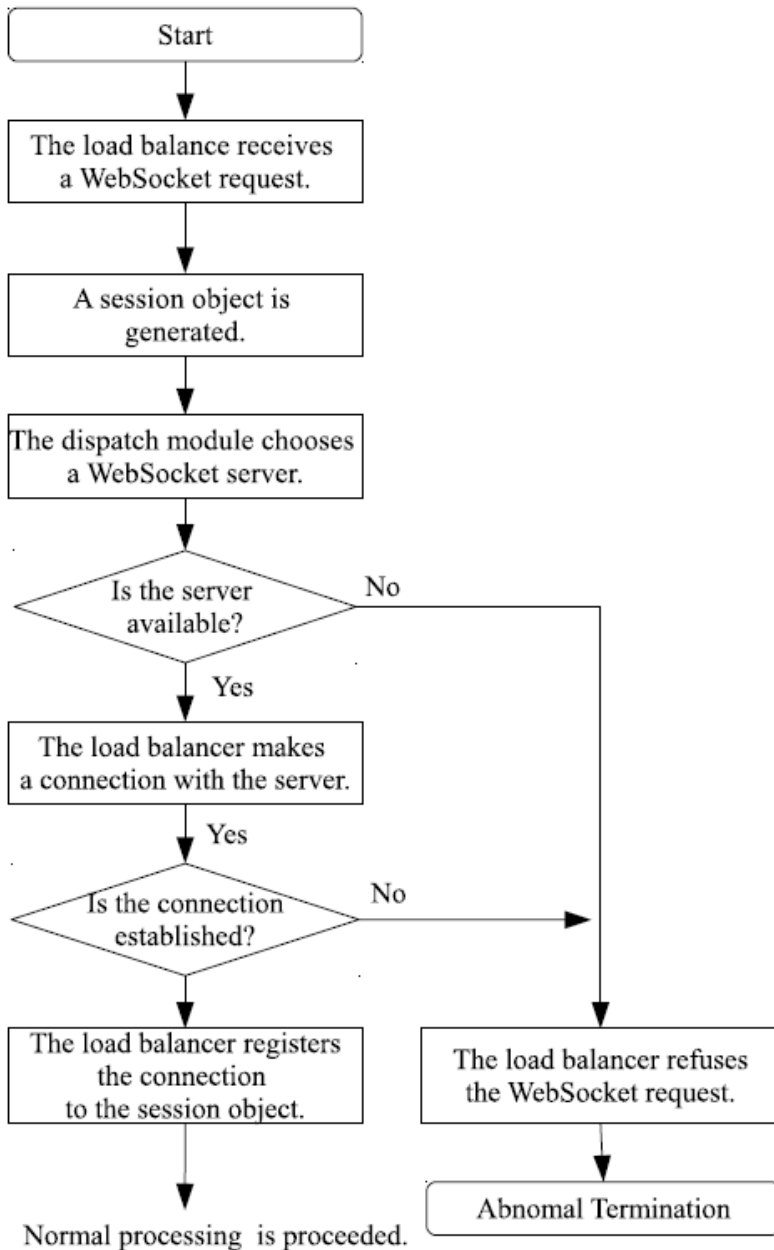 Start
The load balance receives
a WebSocket request.
A session object is
generated.
The dispatch module chooses
a WebSocket server.
Is the server
available?
No
Yes
The load balancer makes
a connection with the server.
Yes
Is the connection
established?
No
The load balancer registers
the connection
to the session object.
The load balancer refuses
the WebSocket request.
Normal processing is proceeded.
Abnomal Termination